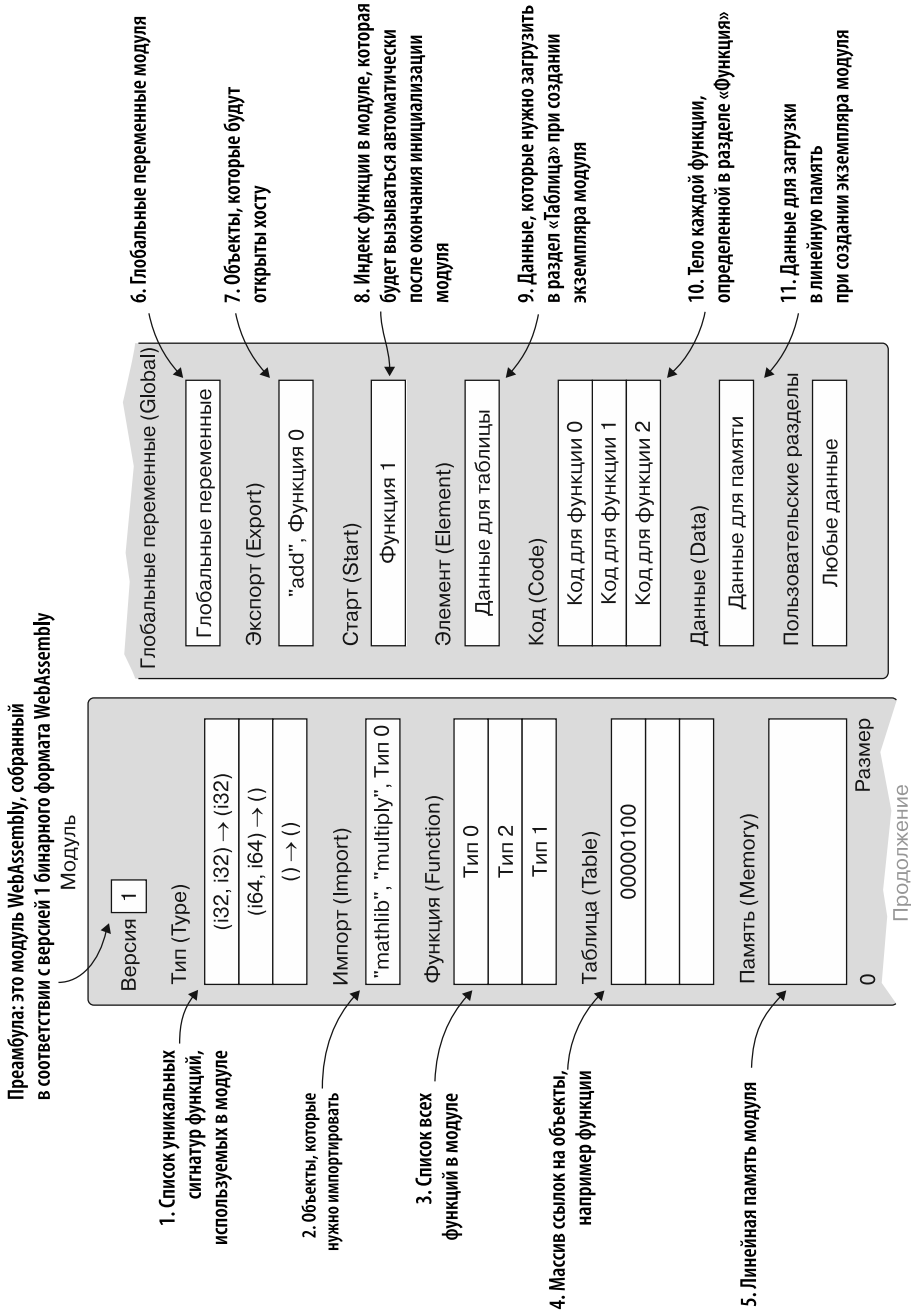 Преамбула: это модуль WebAssembly, собранный
в соответствии с версией 1 бинарного формата WebAssembly
Модуль
Версия 1
Тип (Type)
(i32, i32) → (i32)
(i64, i64) → ()
() → ()
Импорт (Import)
"mathlib", "multiply", Тип 0
Функция (Function)
Тип 0
Тип 2
Тип 1
Таблица (Table)
00000100
Память (Memory)
0 Размер
Продолжение
1. Список уникальных
сигнатур функций,
используемых в модуле
2. Объекты, которые
нужно импортировать
3. Список всех
функций в модуле
4. Массив ссылок на объекты,
например функции
5. Линейная память модуля
Глобальные переменные (Global)
Глобальные переменные
Экспорт (Export)
"add", Функция 0
Старт (Start)
Функция 1
Элемент (Element)
Данные для таблицы
Код (Code)
Код для функции 0
Код для функции 1
Код для функции 2
Данные (Data)
Данные для памяти
Пользовательские разделы
Любые данные
6. Глобальные переменные модуля
7. Объекты, которые будут
открыты хосту
8. Индекс функции в модуле, которая
будет вызываться автоматически
после окончания инициализации
модуля
9. Данные, которые нужно загрузить
в раздел «Таблица» при создании
экземпляра модуля
10. Тело каждой функции,
определенной в разделе «Функция»
11. Данные для загрузки
в линейную память
при создании экземпляра модуля